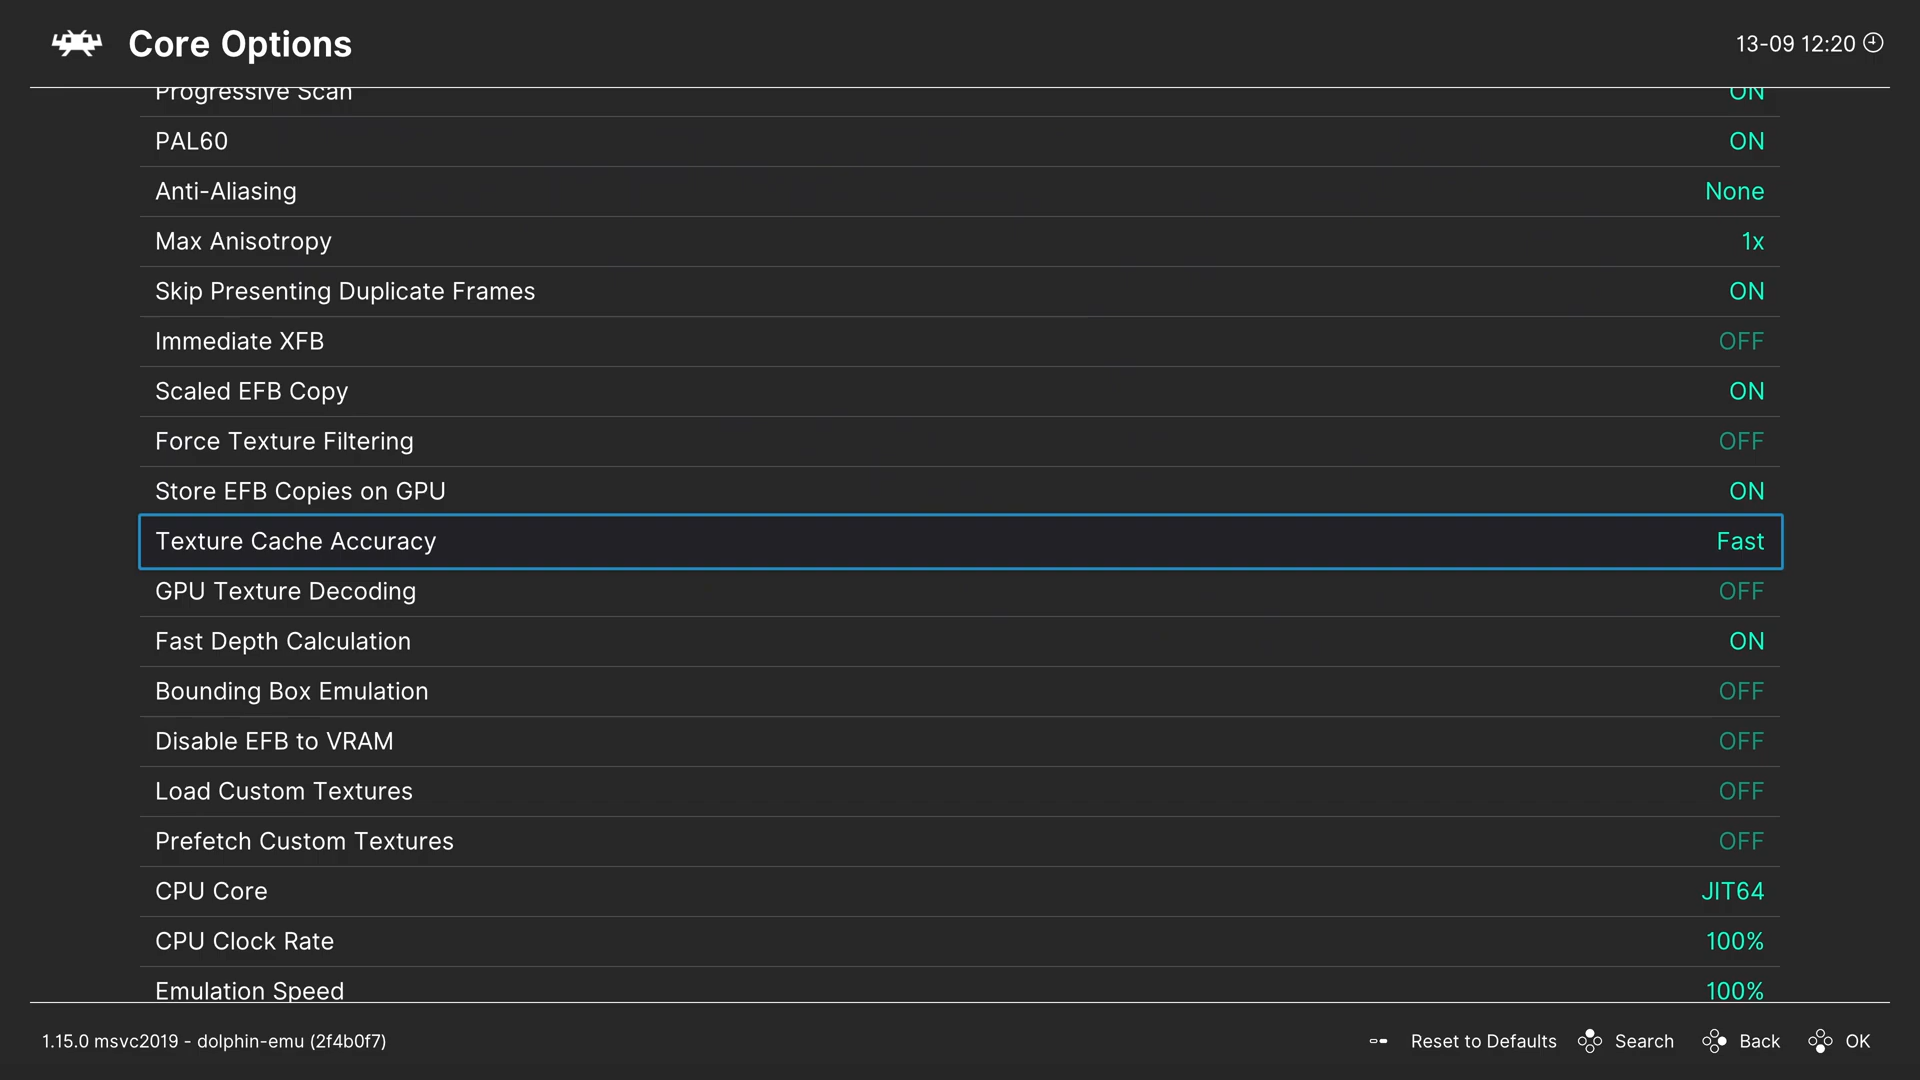 Core Options
13-09 12:20
Progressive Scan ON
PAL60 ON
Anti-Aliasing None
Max Anisotropy 1x
Skip Presenting Duplicate Frames ON
Immediate XFB OFF
Scaled EFB Copy ON
Force Texture Filtering OFF
Store EFB Copies on GPU ON
Texture Cache Accuracy Fast
GPU Texture Decoding OFF
Fast Depth Calculation ON
Bounding Box Emulation OFF
Disable EFB to VRAM OFF
Load Custom Textures OFF
Prefetch Custom Textures OFF
CPU Core JIT64
CPU Clock Rate 100%
Emulation Speed 100%
1.15.0 msvc2019 - dolphin-emu (2f4b0f7) Reset to Defaults Search Back OK